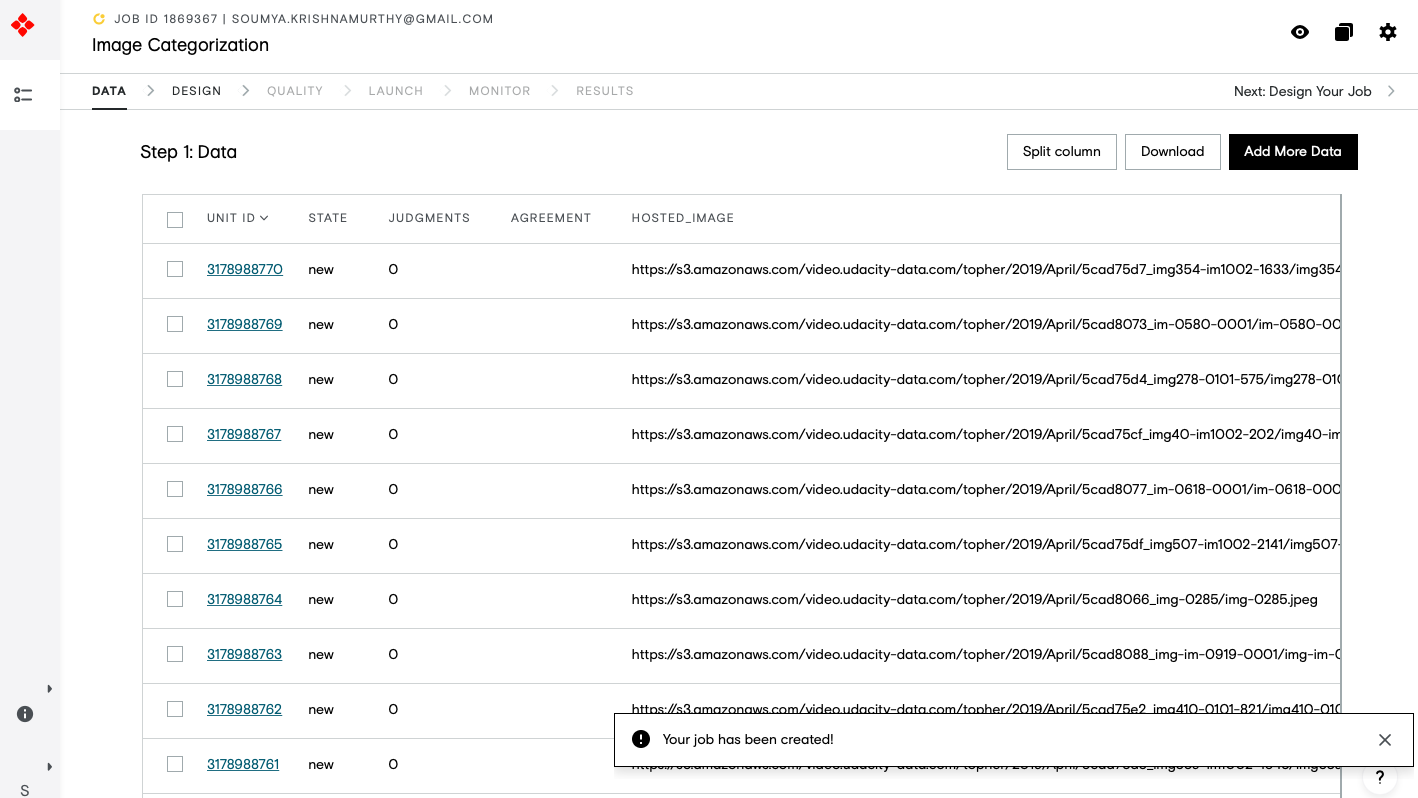 JOB ID 1869367 | SOUMYA.KRISHNAMURTHY@GMAIL.COM
Image Categorization
DATA DESIGN QUALITY LAUNCH MONITOR RESULTS Next: Design Your Job
Step 1: Data Split column Download Add More Data
UNIT ID STATE JUDGMENTS AGREEMENT HOSTED_IMAGE
3178988770 new 0 https://s3.amazonaws.com/video.udacity-data.com/topher/2019/April/5cad75d7_img354-im1002-1633/img354
3178988769 new 0 https://s3.amazonaws.com/video.udacity-data.com/topher/2019/April/5cad8073_im-0580-0001/im-0580-00
3178988768 new 0 https://s3.amazonaws.com/video.udacity-data.com/topher/2019/April/5cad75d4_img278-0101-575/img278-010
3178988767 new 0 https://s3.amazonaws.com/video.udacity-data.com/topher/2019/April/5cad75cf_img40-im1002-202/img40-im
3178988766 new 0 https://s3.amazonaws.com/video.udacity-data.com/topher/2019/April/5cad8077_im-0618-0001/im-0618-000
3178988765 new 0 https://s3.amazonaws.com/video.udacity-data.com/topher/2019/April/5cad75df_img507-im1002-2141/img507-
3178988764 new 0 https://s3.amazonaws.com/video.udacity-data.com/topher/2019/April/5cad8066_img-0285/img-0285.jpeg
3178988763 new 0 https://s3.amazonaws.com/video.udacity-data.com/topher/2019/April/5cad8088_img-im-0919-0001/img-im-0
3178988762 new 0 https://s3.amazonaws.com/video.udacity-data.com/topher/2019/April/5cad75e2_img410-0101-821/img410-010
Your job has been created!
3178988761 new 0
?
S